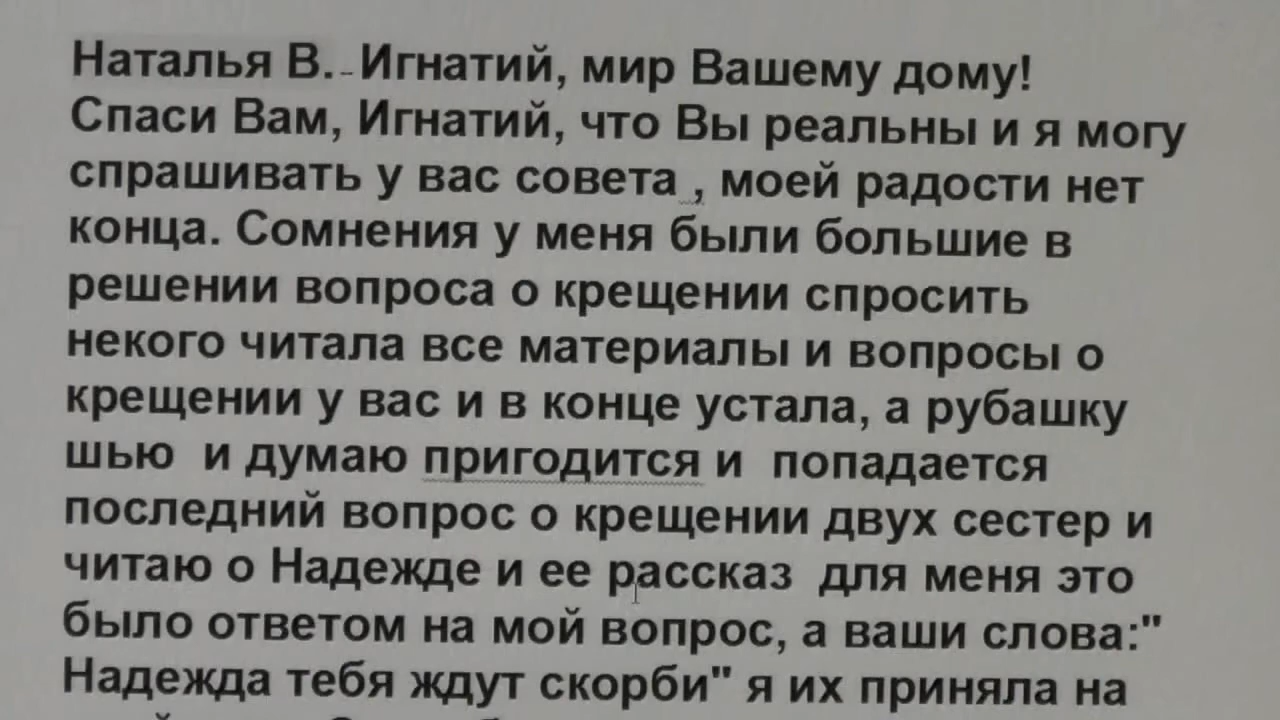 Наталья В. - Игнатий, мир Вашему дому!
Спаси Вам, Игнатий, что Вы реальны и я могу
спрашивать у вас совета , моей радости нет
конца. Сомнения у меня были большие в
решении вопроса о крещении спросить
некого читала все материалы и вопросы о
крещении у вас и в конце устала, а рубашку
шью и думаю пригодится и попадается
последний вопрос о крещении двух сестер и
читаю о Надежде и ее рассказ для меня это
было ответом на мой вопрос, а ваши слова:"
Надежда тебя ждут скорби" я их приняла на